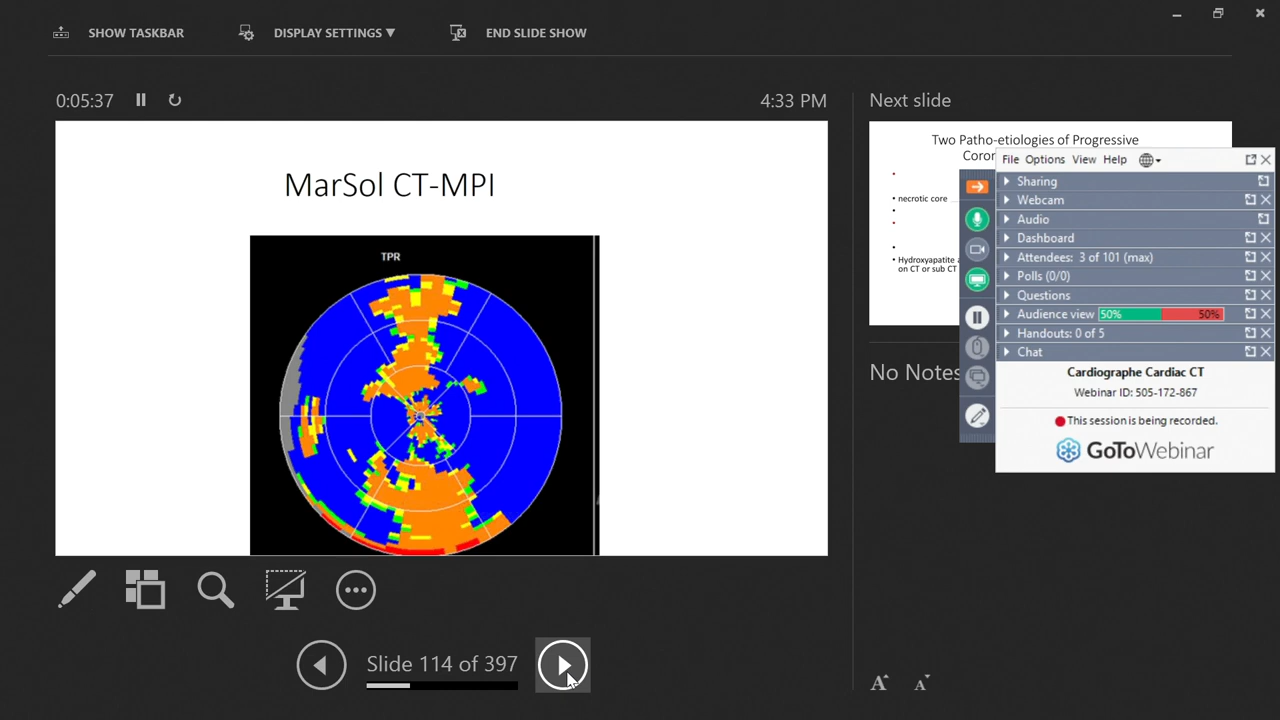 SHOW TASKBAR
DISPLAY SETTINGS ▼
END SLIDE SHOW
0:05:37
4:33 PM
MarSol CT-MPI
TPR
Slide 114 of 397
Next slide
Two Patho-etiologies of Progressive
Coron
• necrotic core
• Hydroxyapatite a
on CT or sub CT
No Notes
File Options View Help
Sharing
Webcam
Audio
Dashboard
Attendees: 3 of 101 (max)
Polls (0/0)
Questions
Audience view 50% 50%
Handouts: 0 of 5
Chat
Cardiographe Cardiac CT
Webinar ID: 505-172-867
This session is being recorded.
GoToWebinar
A A